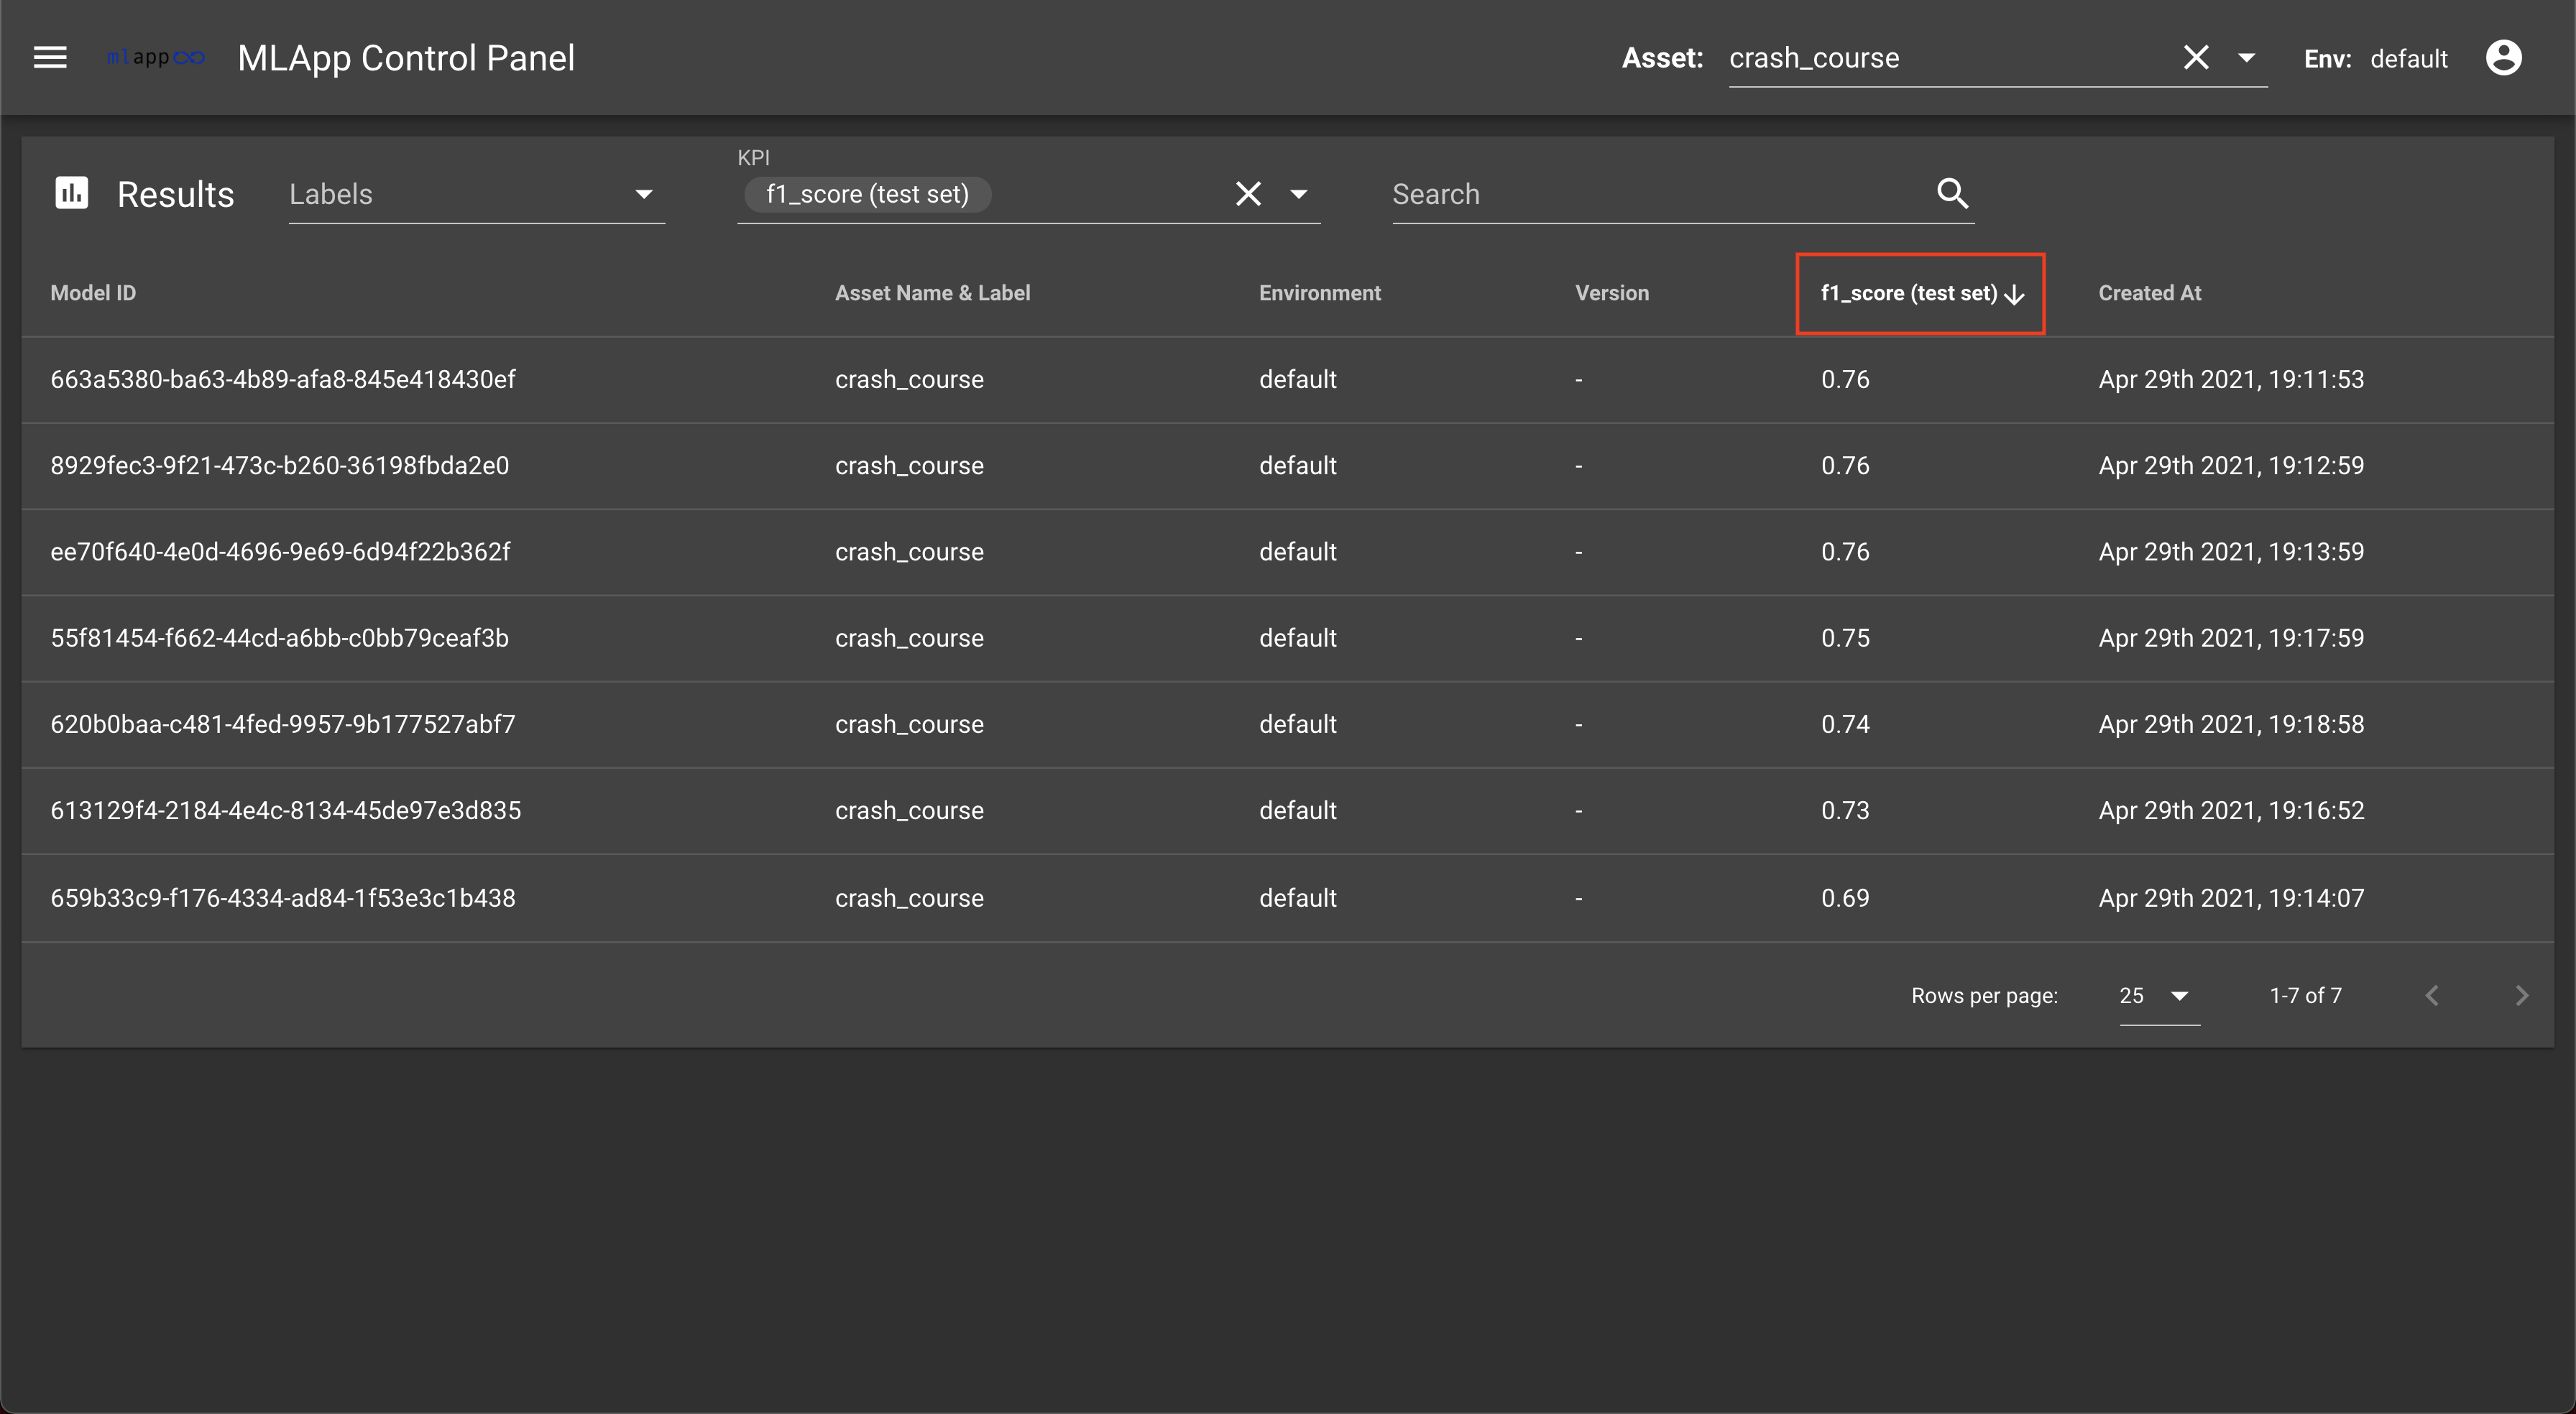 mlapp MLApp Control Panel Asset: crash_course Env: default
KPI
Results Labels f1_score (test set) Search
Model ID Asset Name & Label Environment Version f1_score (test set) Created At
663a5380-ba63-4b89-afa8-845e418430ef crash_course default - 0.76 Apr 29th 2021, 19:11:53
8929fec3-9f21-473c-b260-36198fbda2e0 crash_course default - 0.76 Apr 29th 2021, 19:12:59
ee70f640-4e0d-4696-9e69-6d94f22b362f crash_course default - 0.76 Apr 29th 2021, 19:13:59
55f81454-f662-44cd-a6bb-c0bb79ceaf3b crash_course default - 0.75 Apr 29th 2021, 19:17:59
620b0baa-c481-4fed-9957-9b177527abf7 crash_course default - 0.74 Apr 29th 2021, 19:18:58
613129f4-2184-4e4c-8134-45de97e3d835 crash_course default - 0.73 Apr 29th 2021, 19:16:52
659b33c9-f176-4334-ad84-1f53e3c1b438 crash_course default - 0.69 Apr 29th 2021, 19:14:07
Rows per page: 25 1-7 of 7